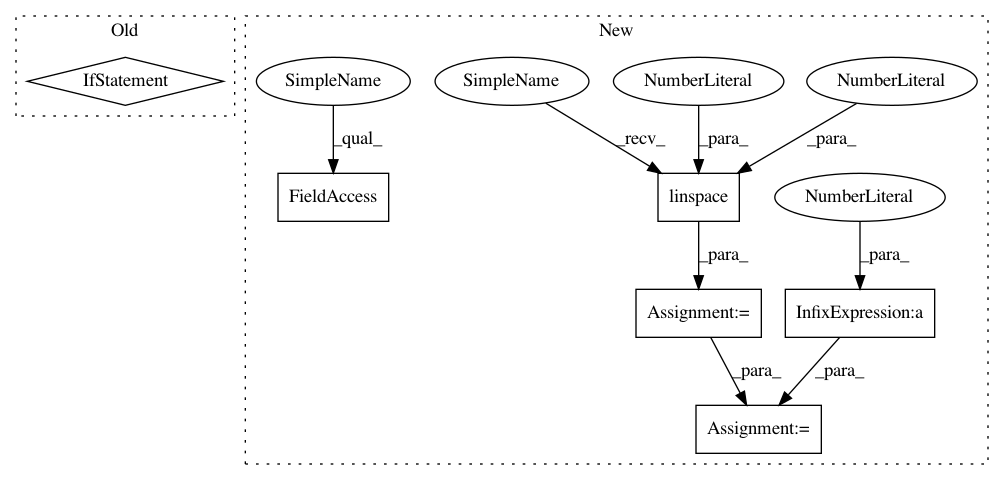 Old
New
IfStatement
SimpleName
SimpleName
NumberLiteral
NumberLiteral
_qual_
_recv_
_para_
_para_
FieldAccess
linspace
NumberLiteral
_para_
_para_
Assignment:=
InfixExpression:a
_para_
_para_
Assignment:=